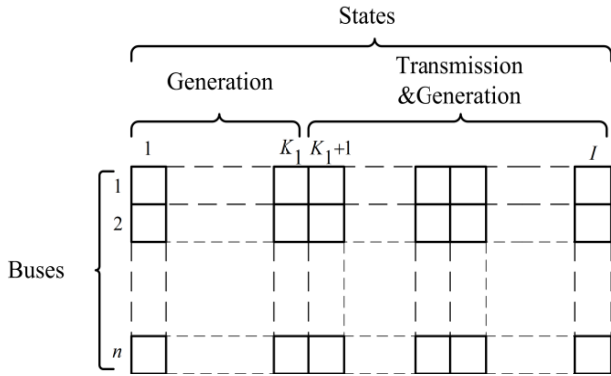 States
Generation
Transmission
&Generation
1 K1 K1+1 I
1
2
Buses
n